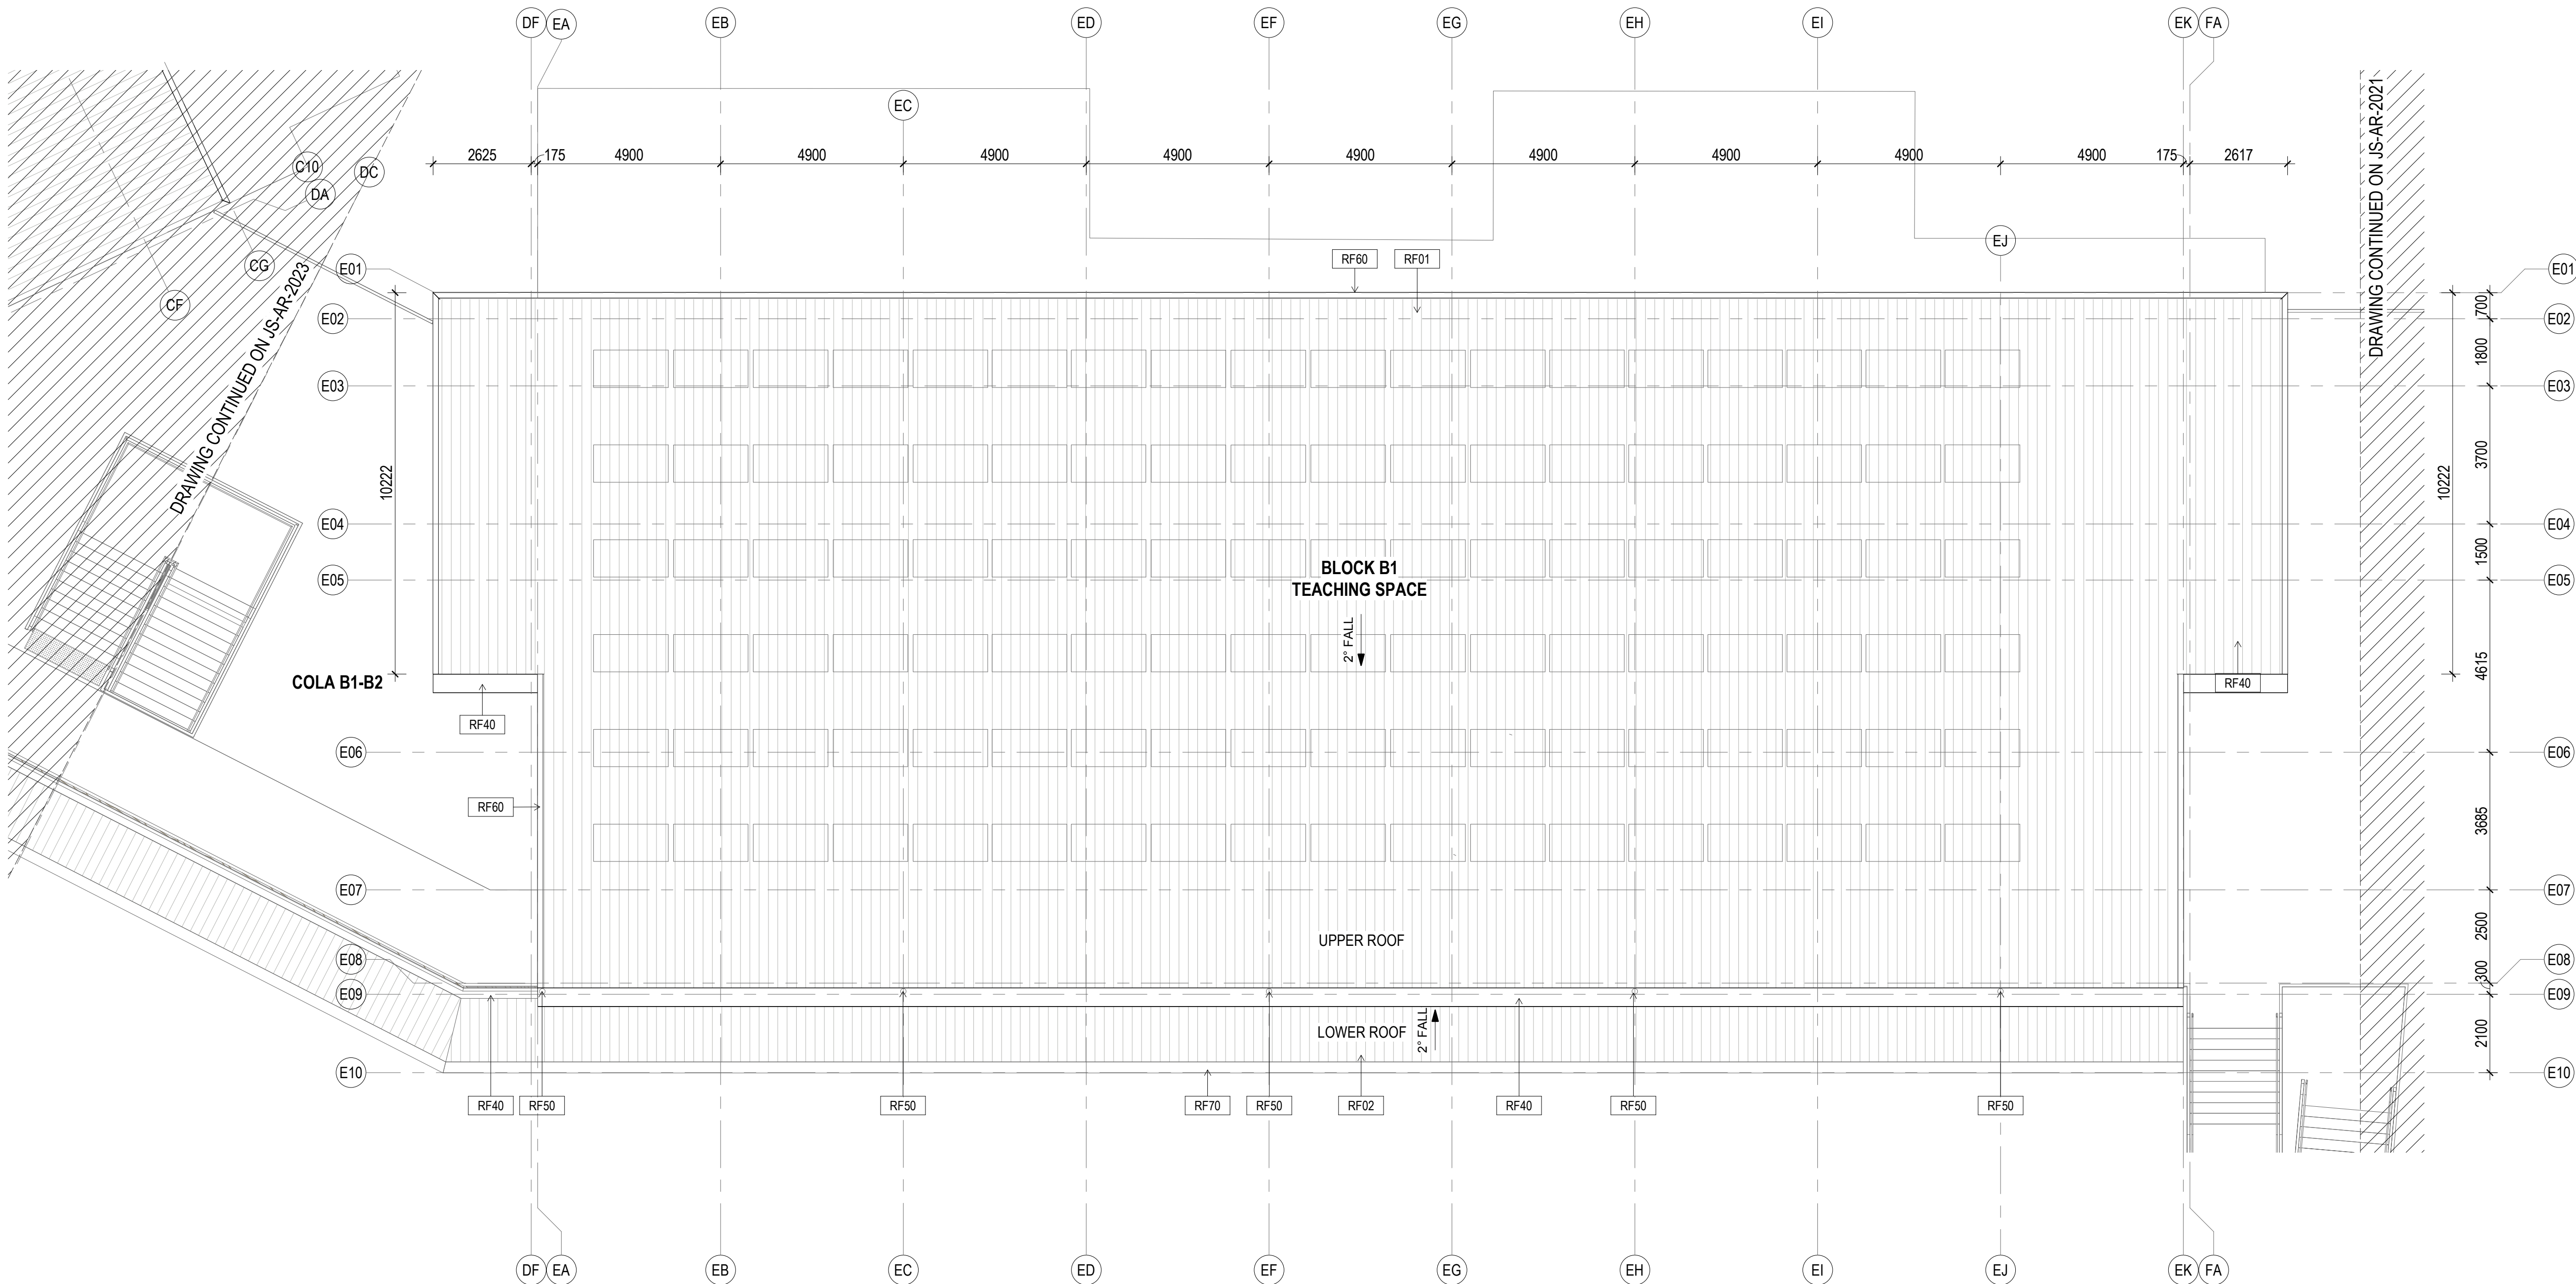 DF EA EB ED EF EG EH EI EK FA
EC
2625 175 4900 4900 4900 4900 4900 4900 4900 4900 4900 175 2617
C10
DA
DC
CG
CF
EJ
DRAWING CONTINUED ON JS-AR-2023
DRAWING CONTINUED ON JS-AR-2021
RF60 RF01
E01 E01
E02 E02
E03 E03
E04 E04
E05 E05
E06 E06
E07 E07
E08 E08
E09 E09
E10 E10
10222
10222
700
1800
3700
1500
4615
3685
2500
300
2100
BLOCK B1
TEACHING SPACE
2° FALL
COLA B1-B2
RF40
RF40
RF60
UPPER ROOF
LOWER ROOF
2° FALL
RF40 RF50 RF50 RF70 RF50 RF02 RF40 RF50 RF50
DF EA EB EC ED EF EG EH EI EJ EK FA